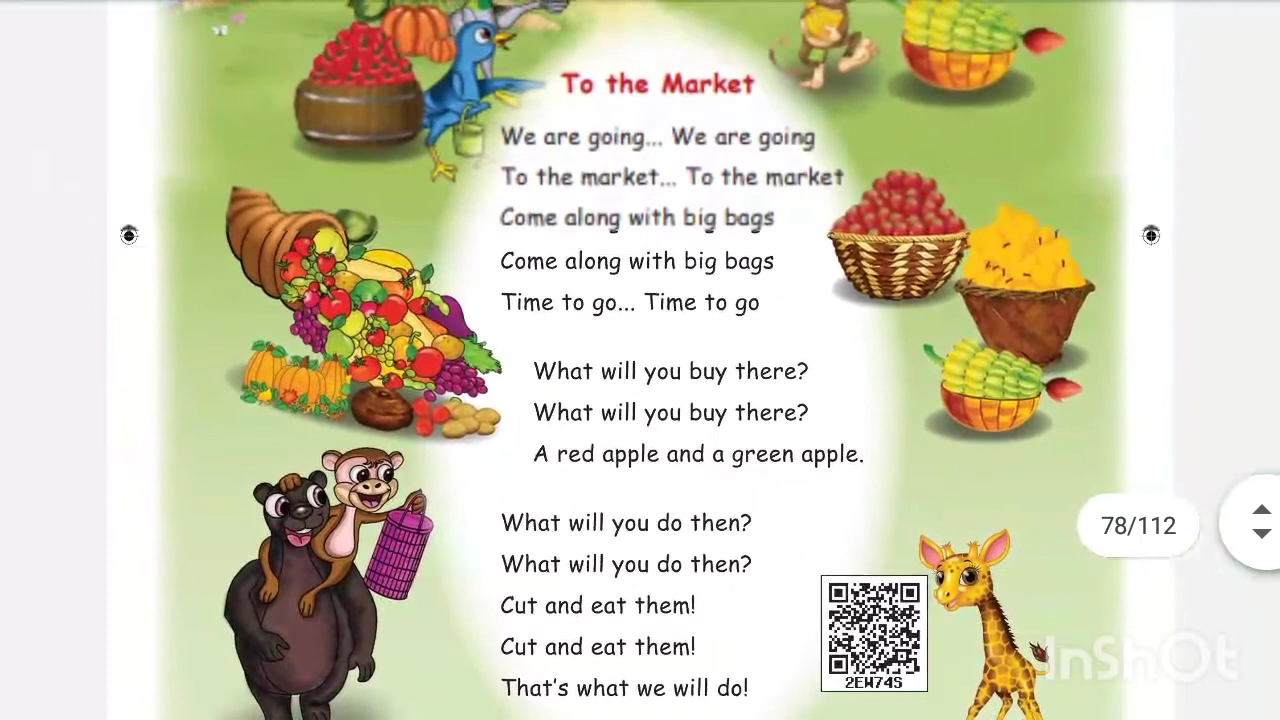 To the Market
We are going... We are going
To the market... To the market
Come along with big bags
Come along with big bags
Time to go... Time to go
What will you buy there?
What will you buy there?
A red apple and a green apple.
What will you do then?
What will you do then?
Cut and eat them!
Cut and eat them!
That's what we will do!
78/112
2EW74S
InShOt